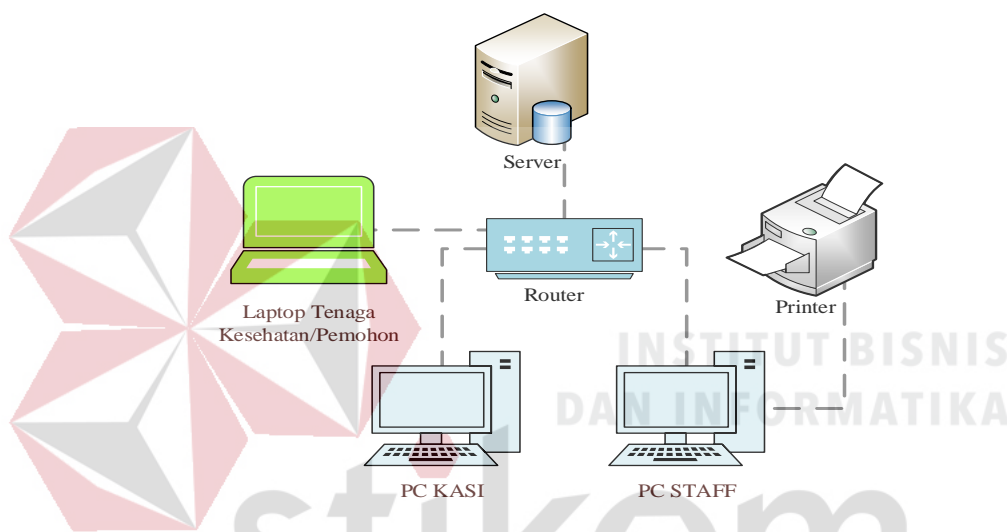 Server
Router
Printer
Laptop Tenaga
Kesehatan/Pemohon
INSTITUT BISNIS
DAN INFORMATIKA
PC KASI
PC STAFF
stikom